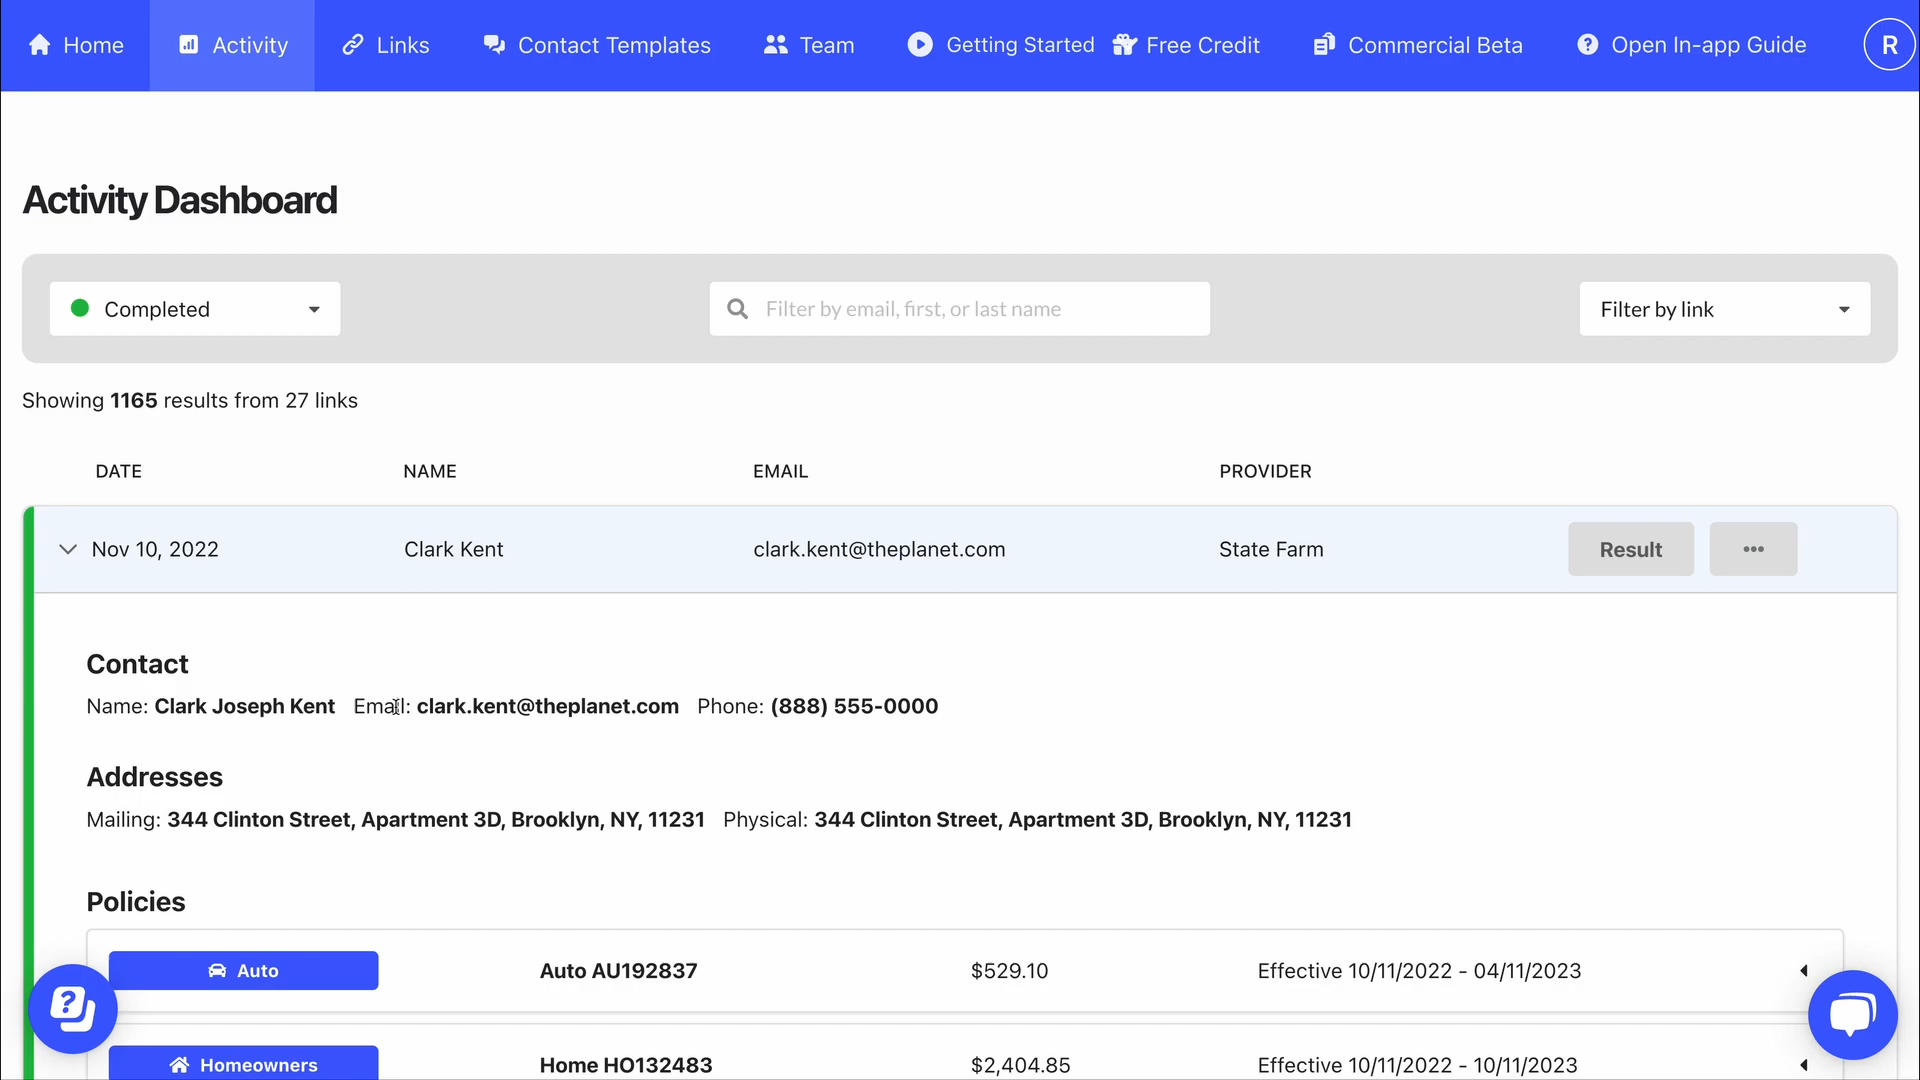 Home Activity Links Contact Templates Team Getting Started Free Credit Commercial Beta Open In-app Guide R
Activity Dashboard
Completed Filter by email, first, or last name Filter by link
Showing 1165 results from 27 links
DATE NAME EMAIL PROVIDER
Nov 10, 2022 Clark Kent clark.kent@theplanet.com State Farm Result
Contact
Name: Clark Joseph Kent Email: clark.kent@theplanet.com Phone: (888) 555-0000
Addresses
Mailing: 344 Clinton Street, Apartment 3D, Brooklyn, NY, 11231 Physical: 344 Clinton Street, Apartment 3D, Brooklyn, NY, 11231
Policies
Auto Auto AU192837 $529.10 Effective 10/11/2022 - 04/11/2023
Homeowners Home HO132483 $2,404.85 Effective 10/11/2022 - 10/11/2023